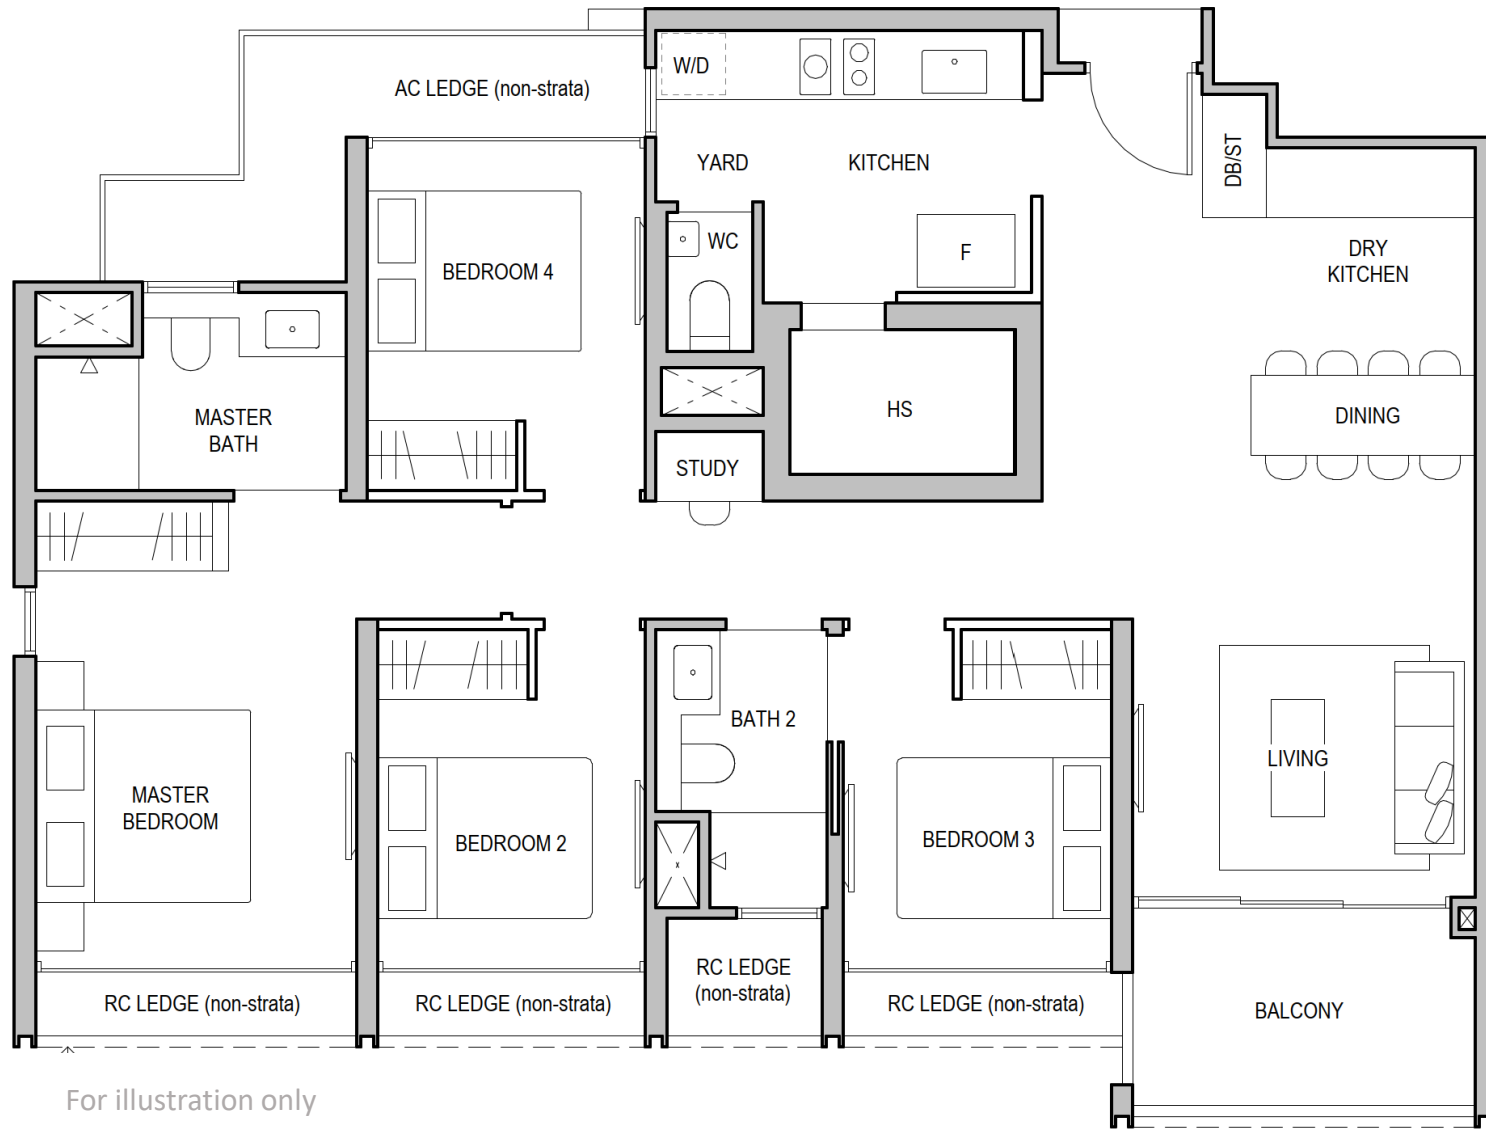 W/D
AC LEDGE (non-strata)
YARD
KITCHEN
DB/ST
WC
F
DRY
KITCHEN
BEDROOM 4
MASTER
BATH
HS
DINING
STUDY
BATH 2
LIVING
MASTER
BEDROOM
BEDROOM 2
BEDROOM 3
RC LEDGE
(non-strata)
RC LEDGE (non-strata)
RC LEDGE (non-strata)
RC LEDGE (non-strata)
BALCONY
For illustration only